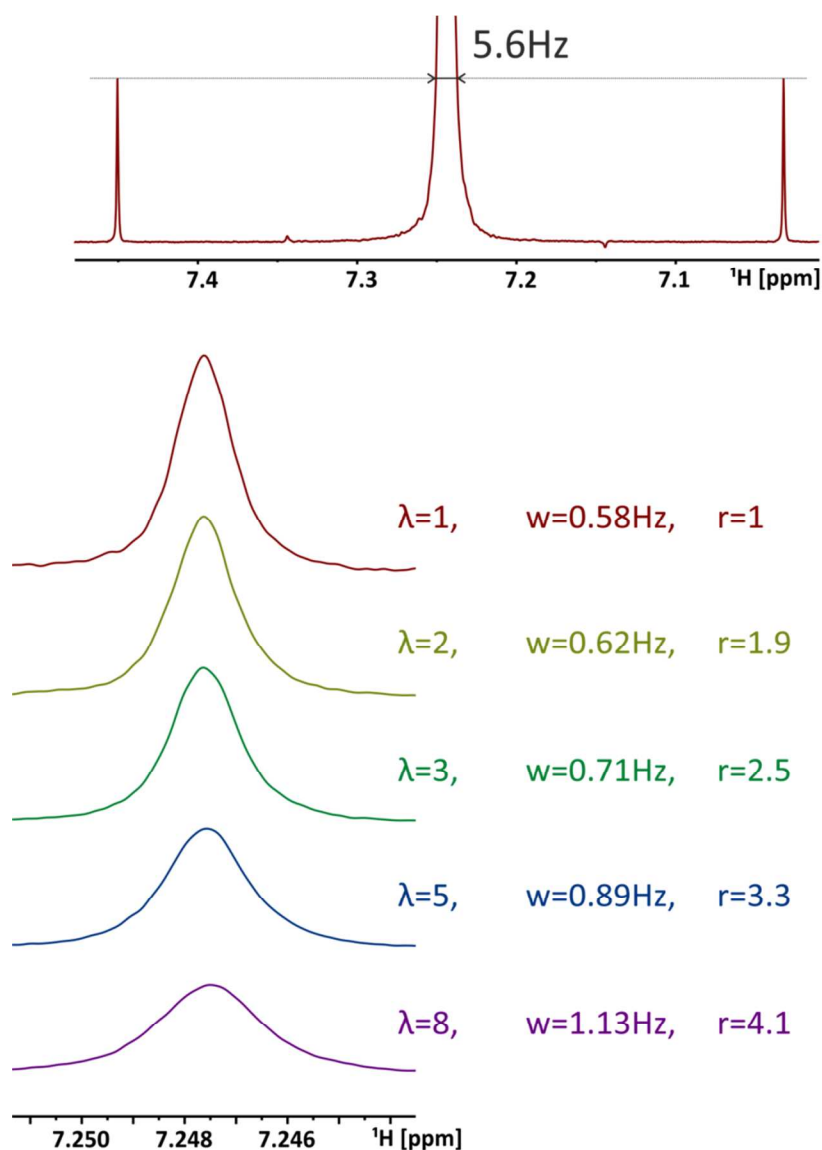 5.6Hz
7.4 7.3 7.2 7.1 ¹H [ppm]
λ=1, w=0.58Hz, r=1
λ=2, w=0.62Hz, r=1.9
λ=3, w=0.71Hz, r=2.5
λ=5, w=0.89Hz, r=3.3
λ=8, w=1.13Hz, r=4.1
7.250 7.248 7.246 ¹H [ppm]